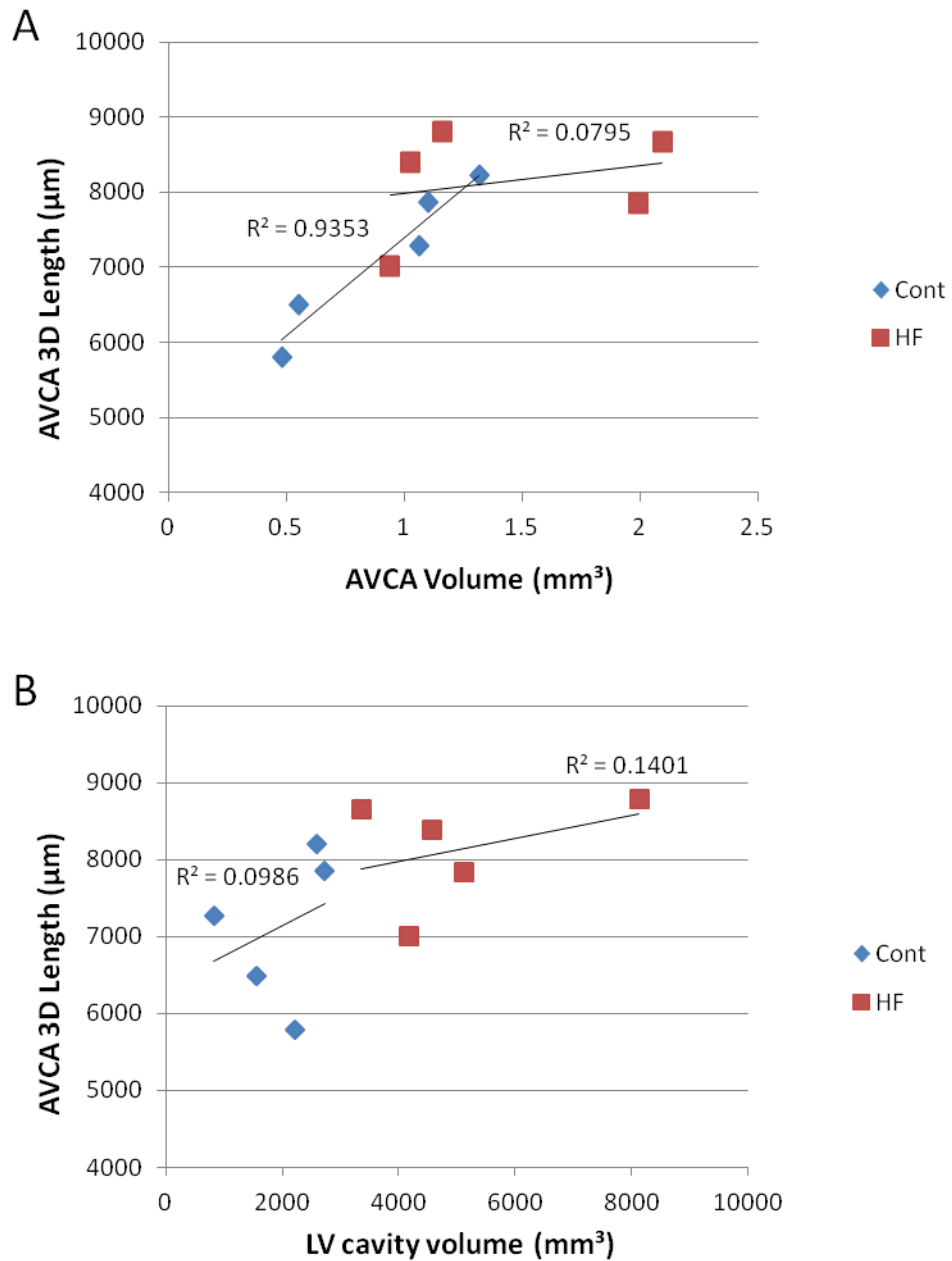 A
10000
9000
8000
7000
6000
5000
4000
R² = 0.0795
R² = 0.9353
AVCA 3D Length (µm)
0
0.5
1
1.5
2
2.5
AVCA Volume (mm³)
Cont
HF
B
10000
9000
8000
7000
6000
5000
4000
R² = 0.1401
R² = 0.0986
AVCA 3D Length (µm)
0
2000
4000
6000
8000
10000
LV cavity volume (mm³)
Cont
HF